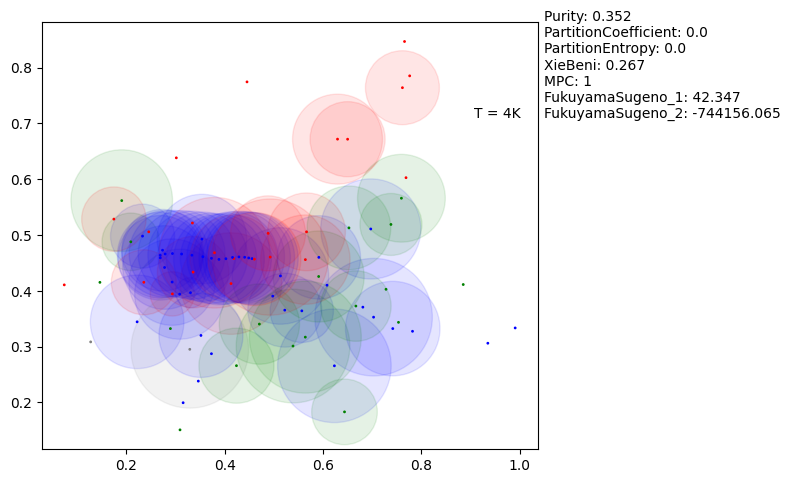 Purity: 0.352
PartitionCoefficient: 0.0
PartitionEntropy: 0.0
XieBeni: 0.267
MPC: 1
FukuyamaSugeno_1: 42.347
FukuyamaSugeno_2: -744156.065
T = 4K
0.8
0.7
0.6
0.5
0.4
0.3
0.2
0.2 0.4 0.6 0.8 1.0